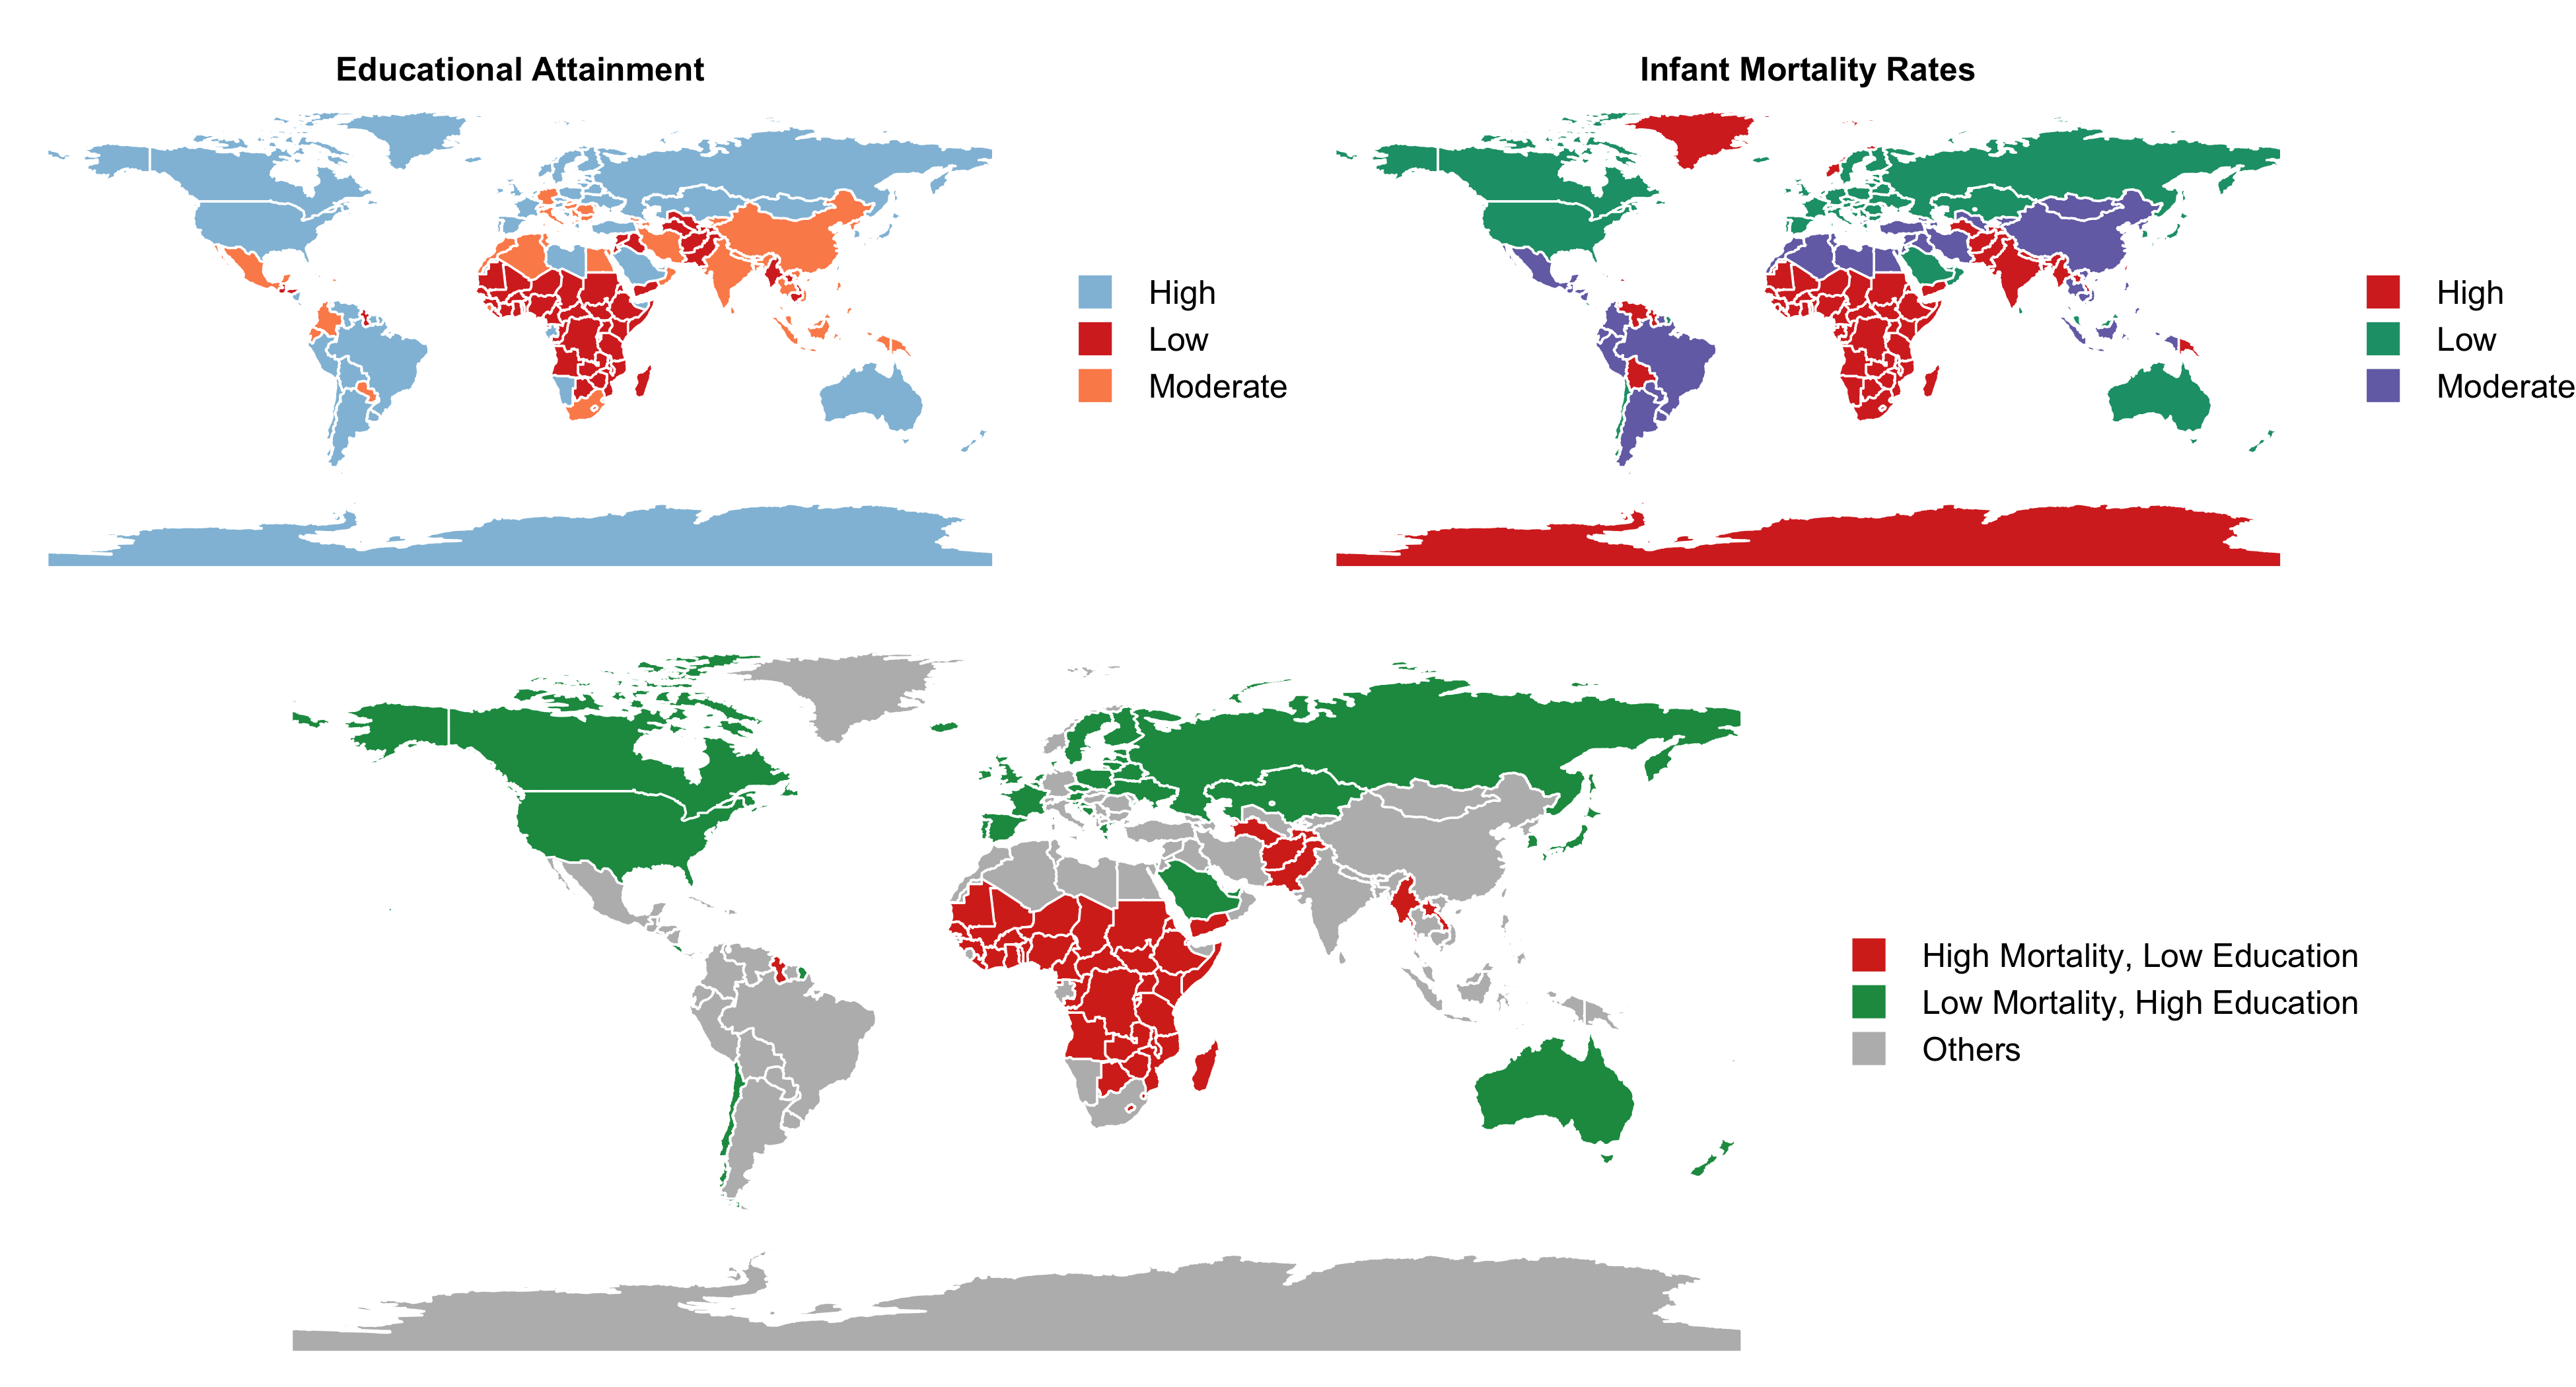 Educational Attainment
High
Low
Moderate
Infant Mortality Rates
High
Low
Moderate
High Mortality, Low Education
Low Mortality, High Education
Others